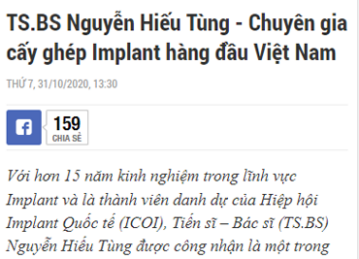 TS.BS Nguyễn Hiếu Tùng - Chuyên gia
cấy ghép Implant hàng đầu Việt Nam
THỨ 7, 31/10/2020, 13:30
159
CHIA SẺ
Với hơn 15 năm kinh nghiệm trong lĩnh vực
Implant và là thành viên danh dự của Hiệp hội
Implant Quốc tế (ICOI), Tiến sĩ – Bác sĩ (TS.BS)
Nguyễn Hiếu Tùng được công nhận là một trong